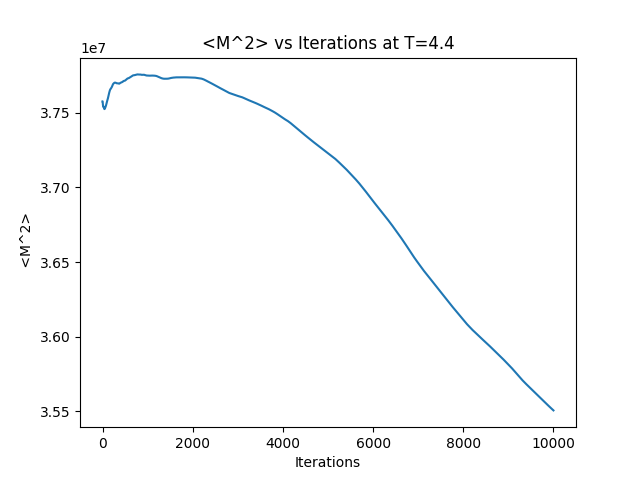 <M^2> vs Iterations at T=4.4
1e7
3.75
3.70
3.65
3.60
3.55
<M^2>
0 2000 4000 6000 8000 10000
Iterations